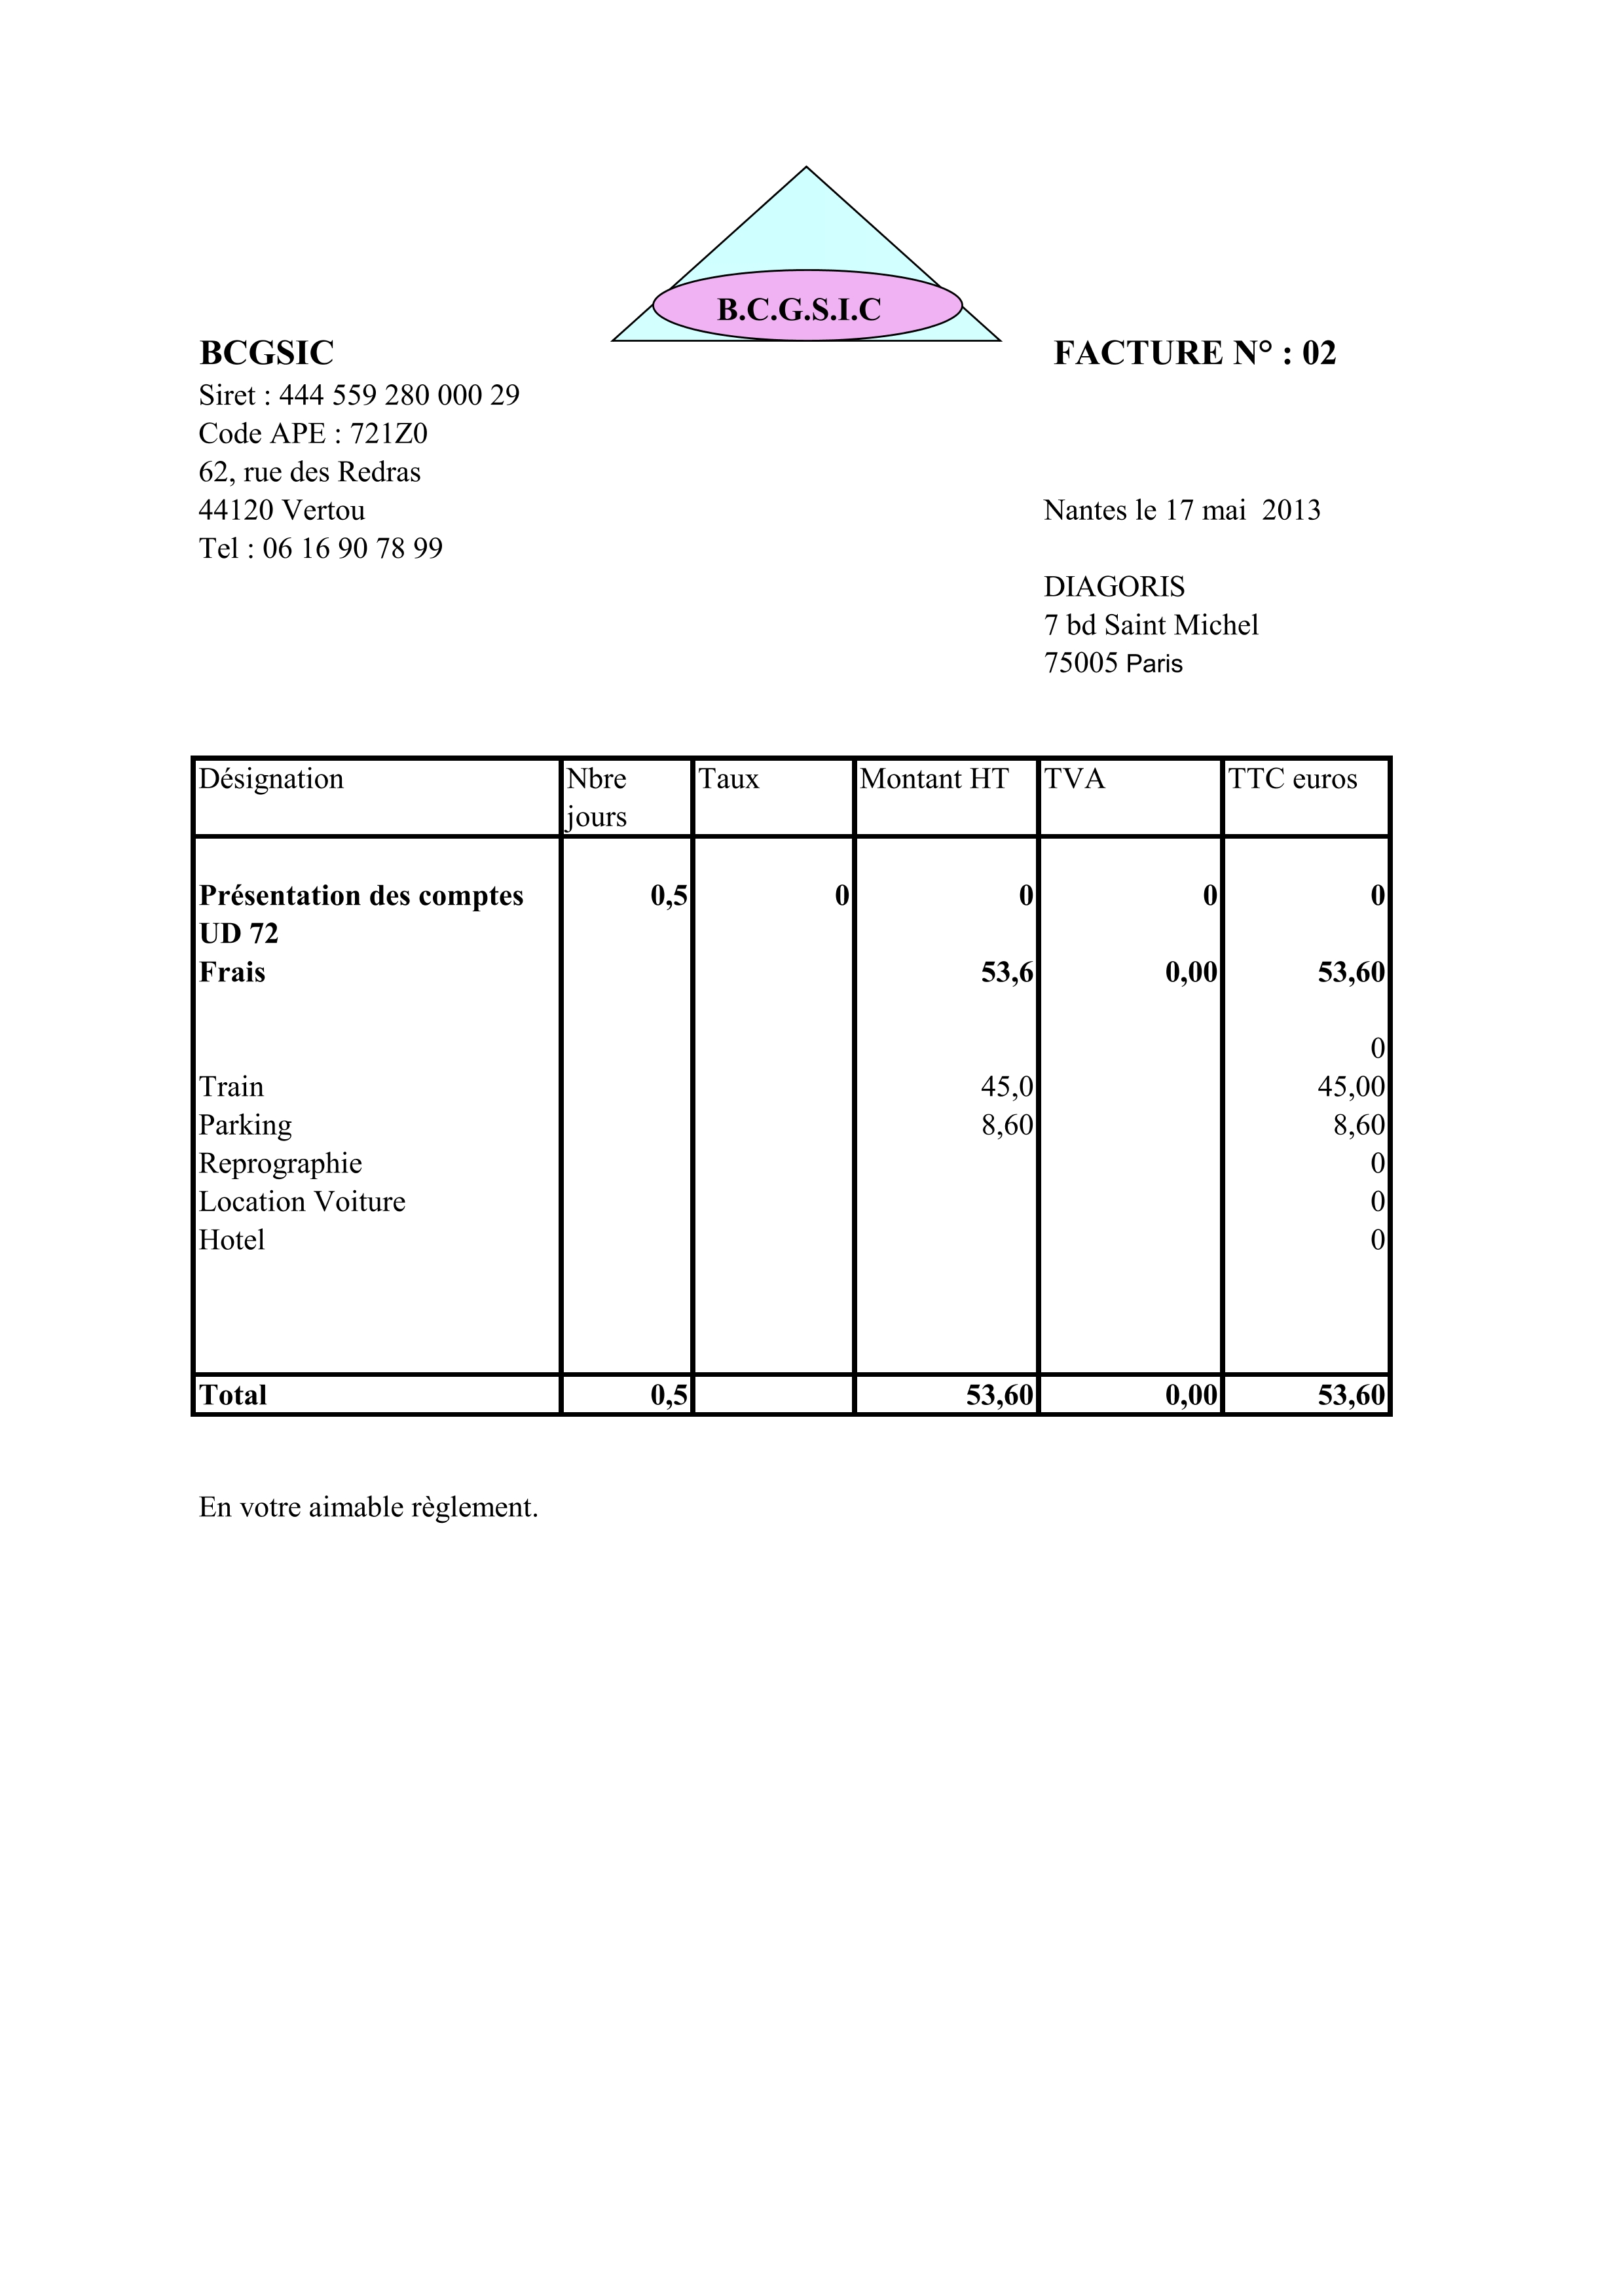 B.C.G.S.I.C
BCGSIC
FACTURE N° : 02
Siret : 444 559 280 000 29
Code APE : 721Z0
62, rue des Redras
44120 Vertou
Nantes le 17 mai  2013
Tel : 06 16 90 78 99
DIAGORIS
7 bd Saint Michel
75005 Paris
Désignation Nbre jours Taux Montant HT TVA TTC euros
Présentation des comptes 0,5 0 0 0 0
UD 72
Frais 53,6 0,00 53,60
0
Train 45,0 45,00
Parking 8,60 8,60
Reprographie 0
Location Voiture 0
Hotel 0
Total 0,5 53,60 0,00 53,60
En votre aimable règlement.